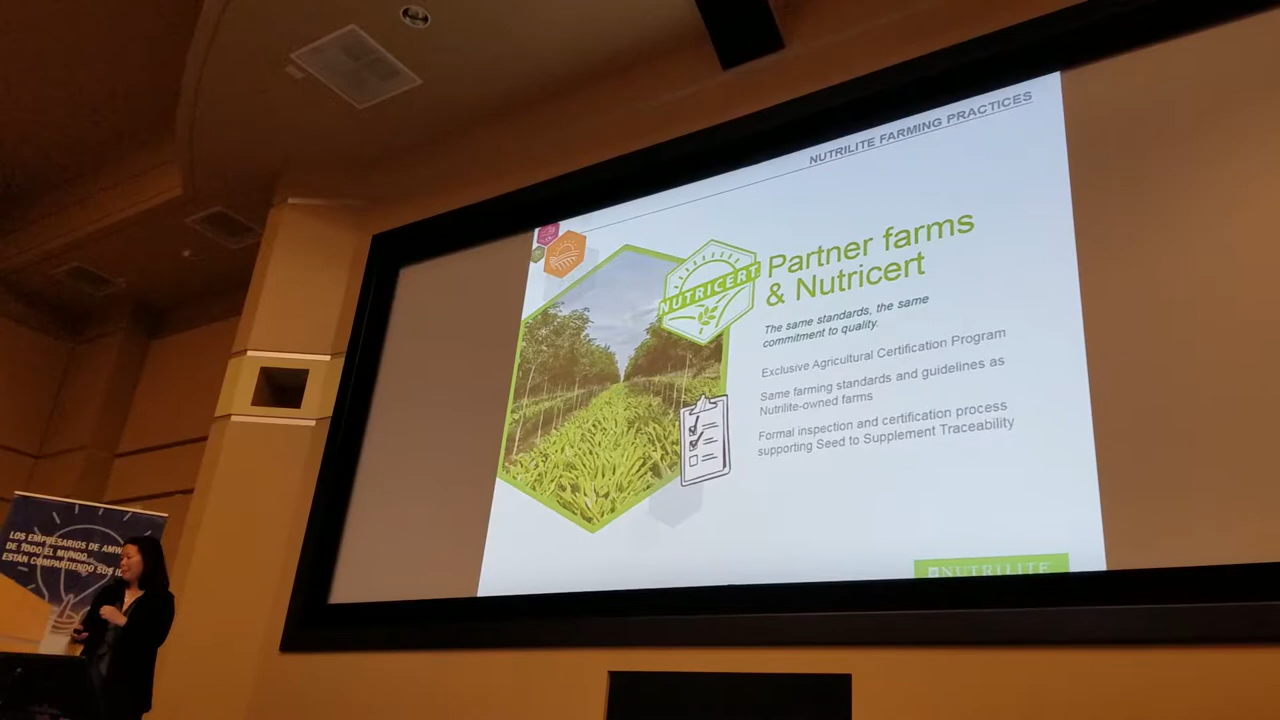 NUTRILITE FARMING PRACTICES
NUTRICERT
Partner farms
& Nutricert
The same standards, the same
commitment to quality.
Exclusive Agricultural Certification Program
Same farming standards and guidelines as
Nutrilite-owned farms
Formal inspection and certification process
supporting Seed to Supplement Traceability
NUTRILITE
LOS EMPRESARIOS DE
DE TODO EL MUNDO
ESTÁN COMPARTIENDO SUS